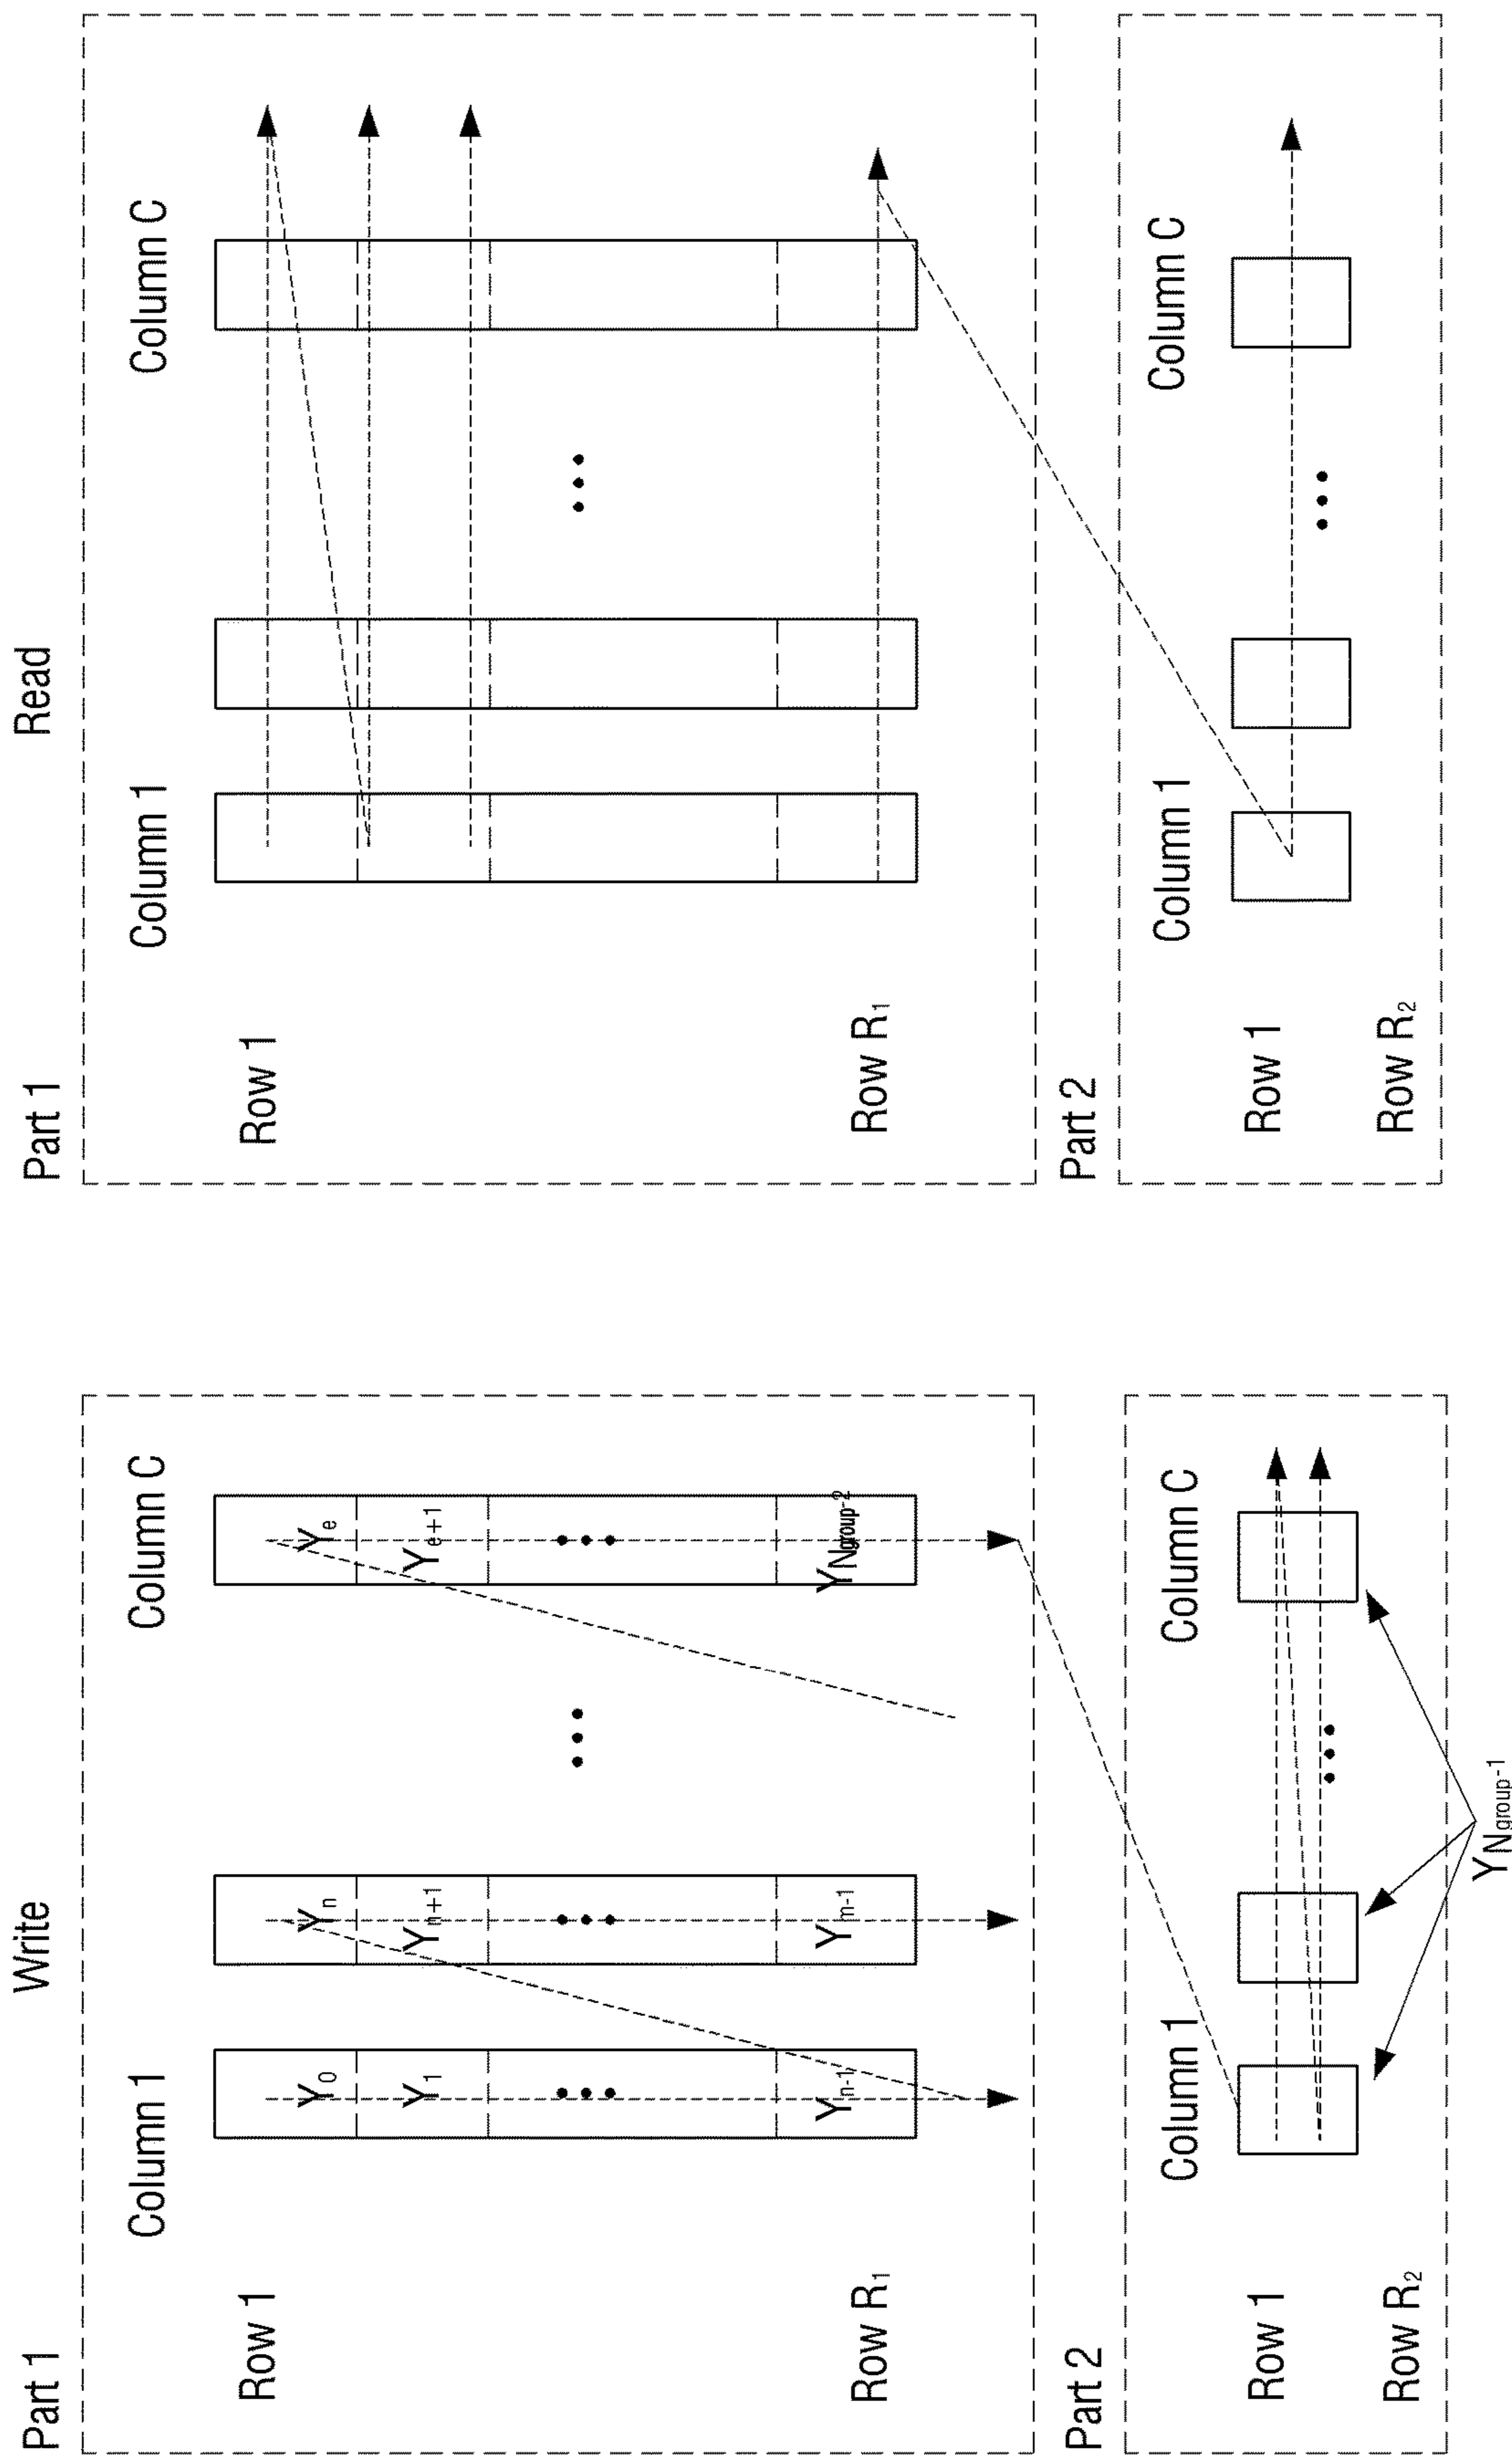 Write
Part 1
Column 1
Column C
Row 1
Y0
Yn
Ye
Y1
Yn+1
Ye+1
Row R1
Yn-1
Ym-1
YNgroup-2
Part 2
Column 1
Column C
Row 1
Row R2
YNgroup-1
Read
Part 1
Column 1
Column C
Row 1
Row R1
Part 2
Column 1
Column C
Row 1
Row R2